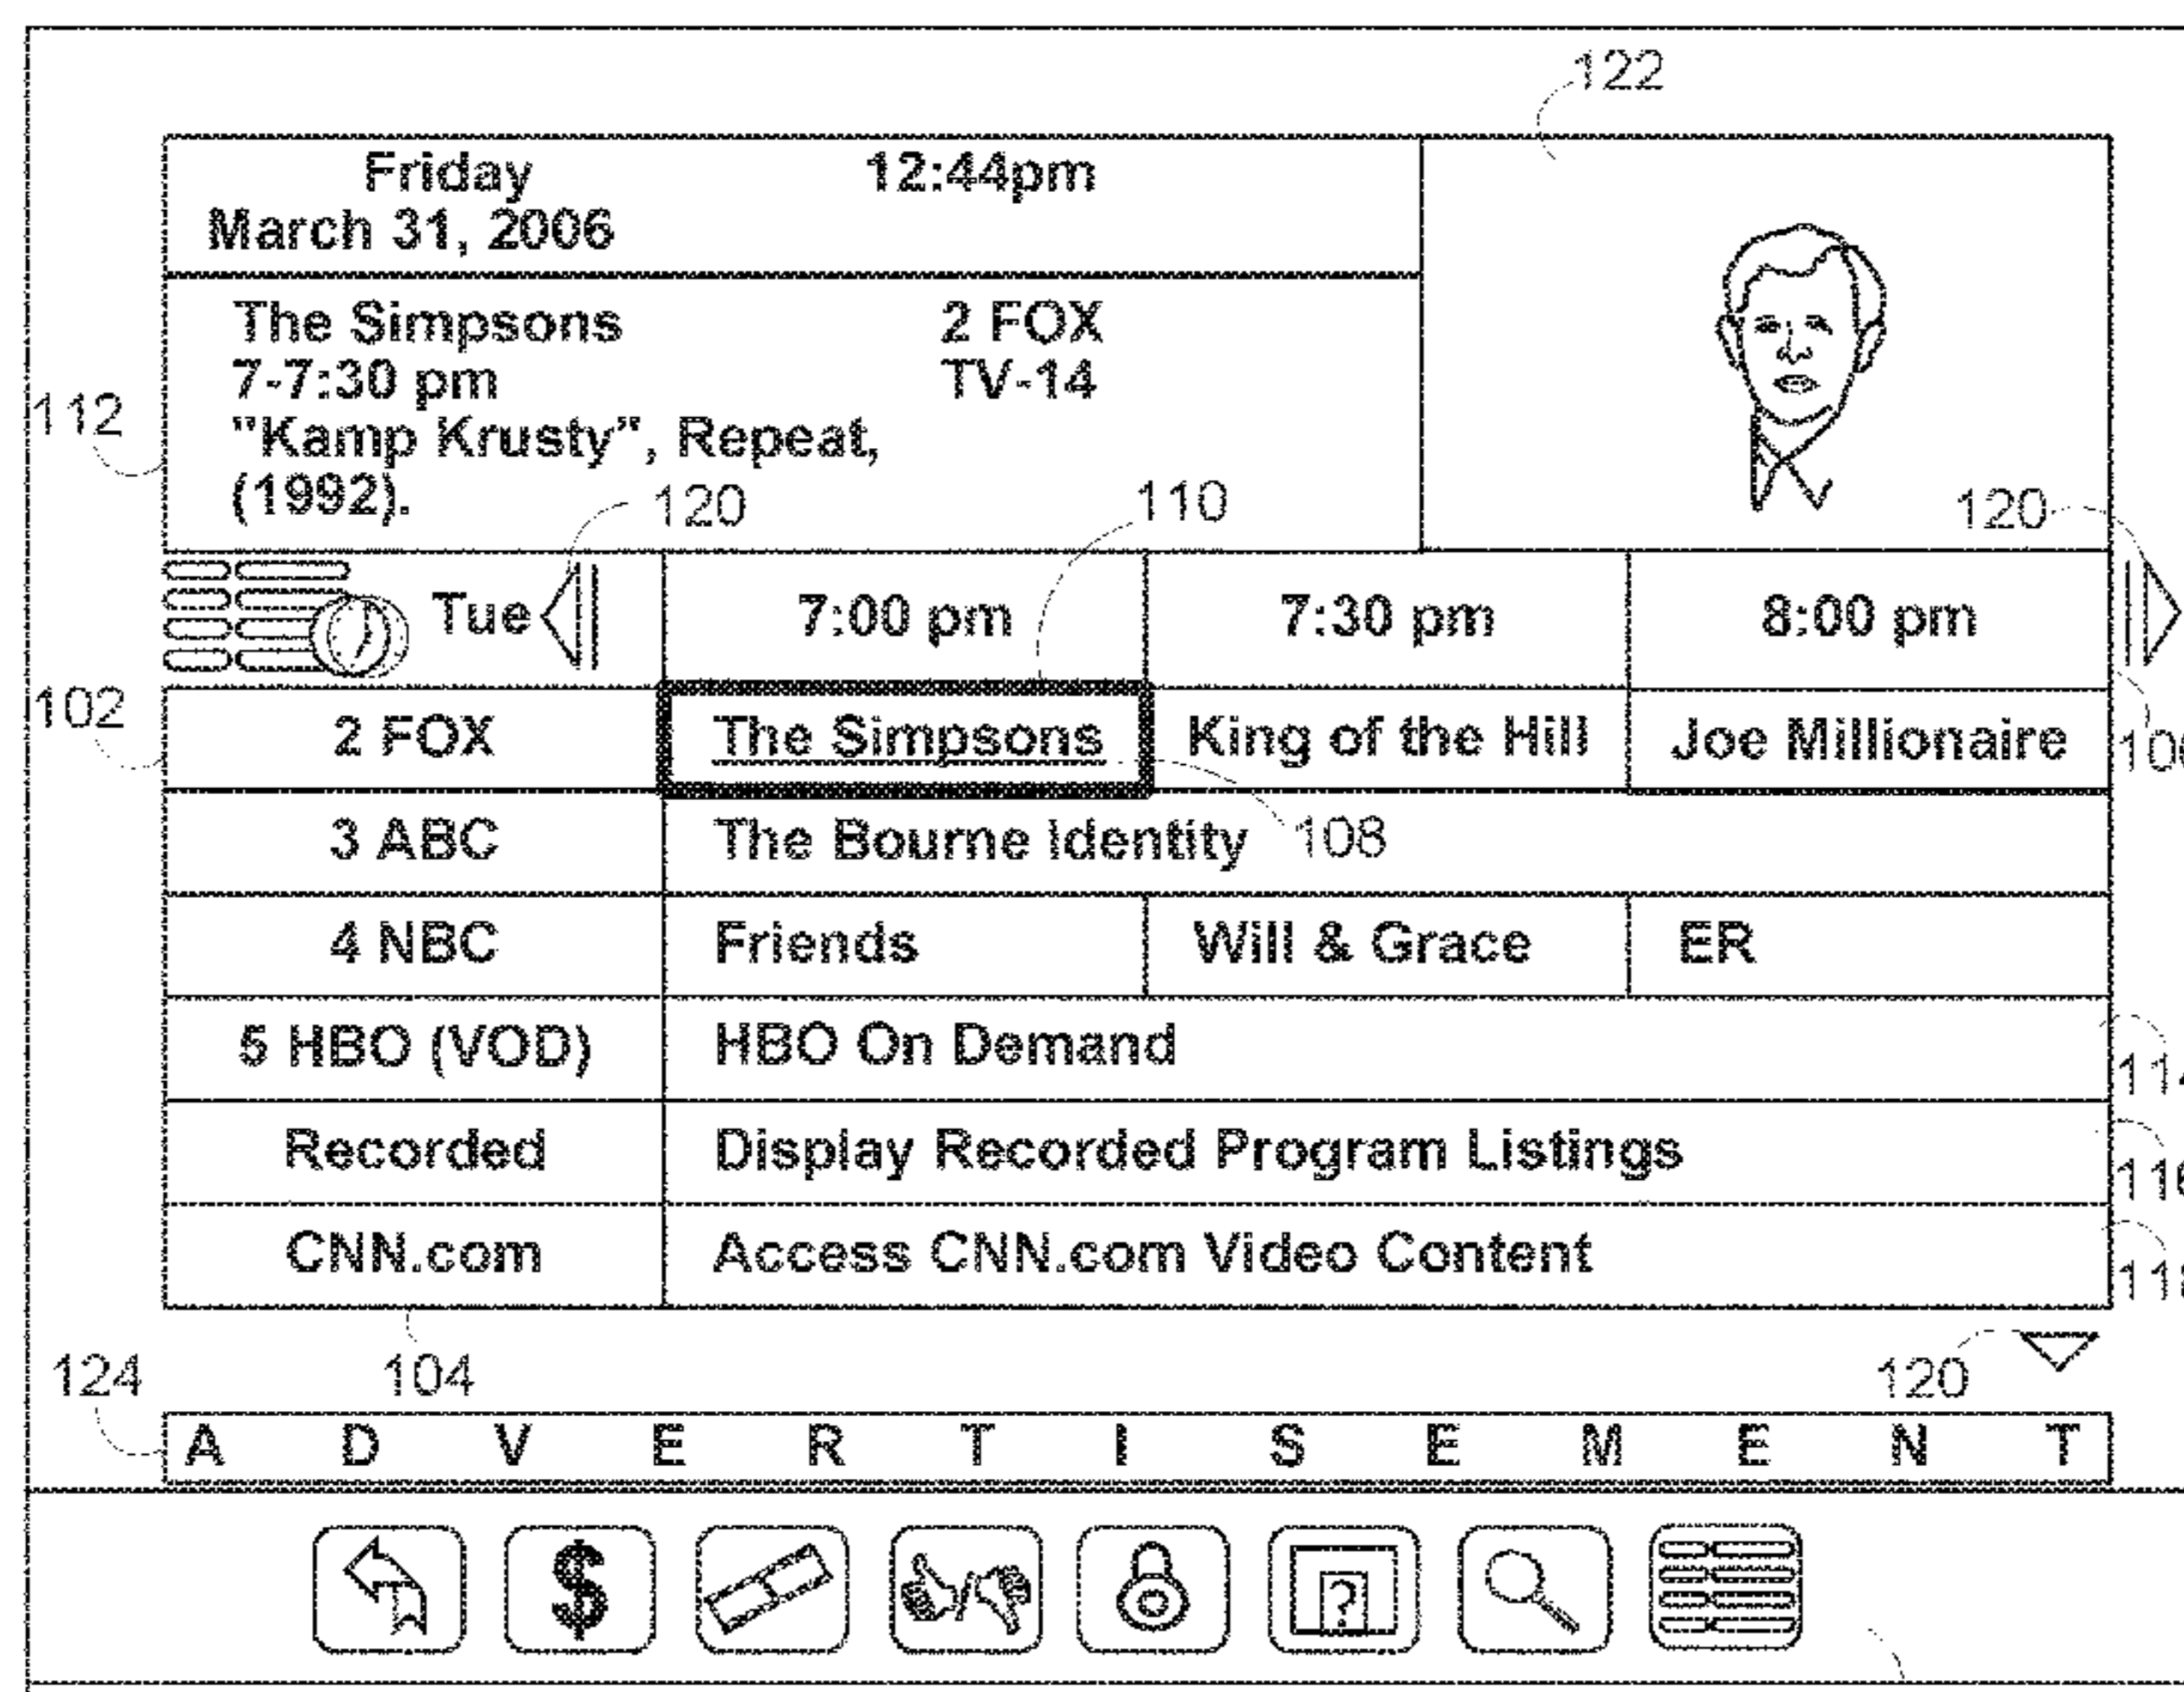 122
Friday 12:44pm
March 31, 2006
The Simpsons 2 FOX
7-7:30 pm TV-14
112
"Kamp Krusty", Repeat,
(1992).
120 110 120
Tue 7:00 pm 7:30 pm 8:00 pm
102
2 FOX The Simpsons King of the Hill Joe Millionaire
3 ABC The Bourne Identity 108
4 NBC Friends Will & Grace ER
5 HBO (VOD) HBO On Demand
Recorded Display Recorded Program Listings
CNN.com Access CNN.com Video Content
124 104 120
A D V E R T I S E M E N T
$ ?